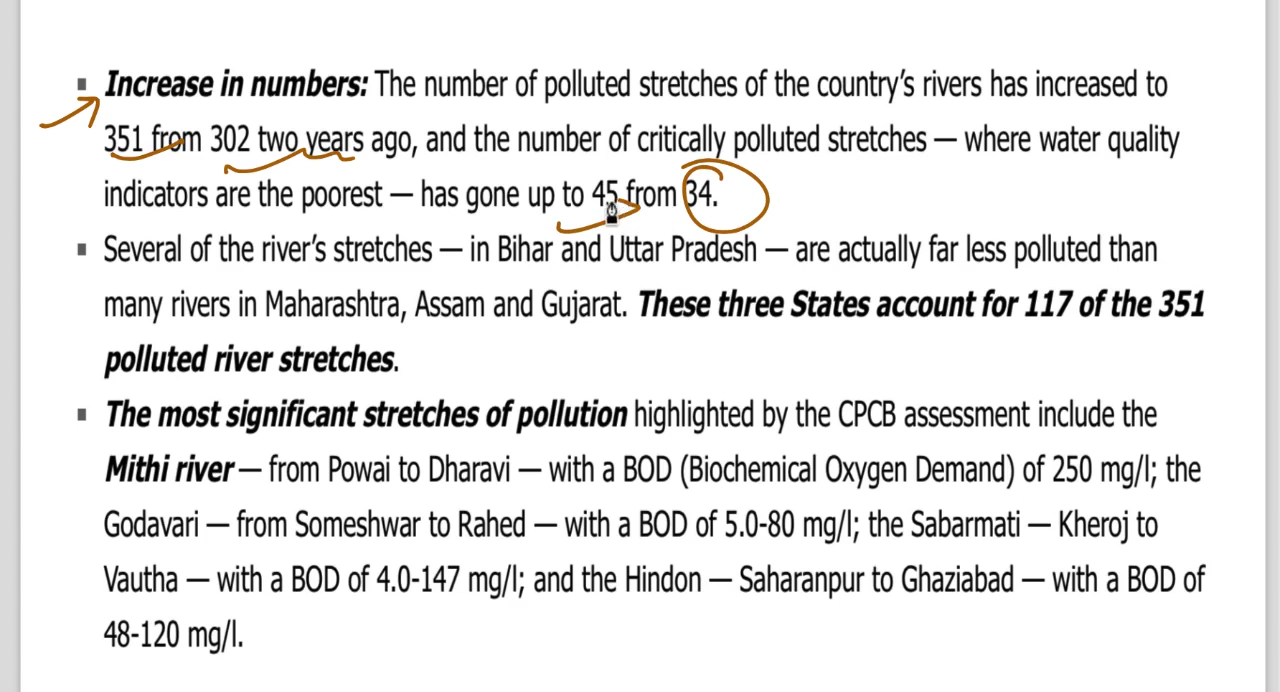 ▪ Increase in numbers: The number of polluted stretches of the country’s rivers has increased to
351 from 302 two years ago, and the number of critically polluted stretches — where water quality
indicators are the poorest — has gone up to 45 from 34.
▪ Several of the river’s stretches — in Bihar and Uttar Pradesh — are actually far less polluted than
many rivers in Maharashtra, Assam and Gujarat. These three States account for 117 of the 351
polluted river stretches.
▪ The most significant stretches of pollution highlighted by the CPCB assessment include the
Mithi river — from Powai to Dharavi — with a BOD (Biochemical Oxygen Demand) of 250 mg/l; the
Godavari — from Someshwar to Rahed — with a BOD of 5.0-80 mg/l; the Sabarmati — Kheroj to
Vautha — with a BOD of 4.0-147 mg/l; and the Hindon — Saharanpur to Ghaziabad — with a BOD of
48-120 mg/l.